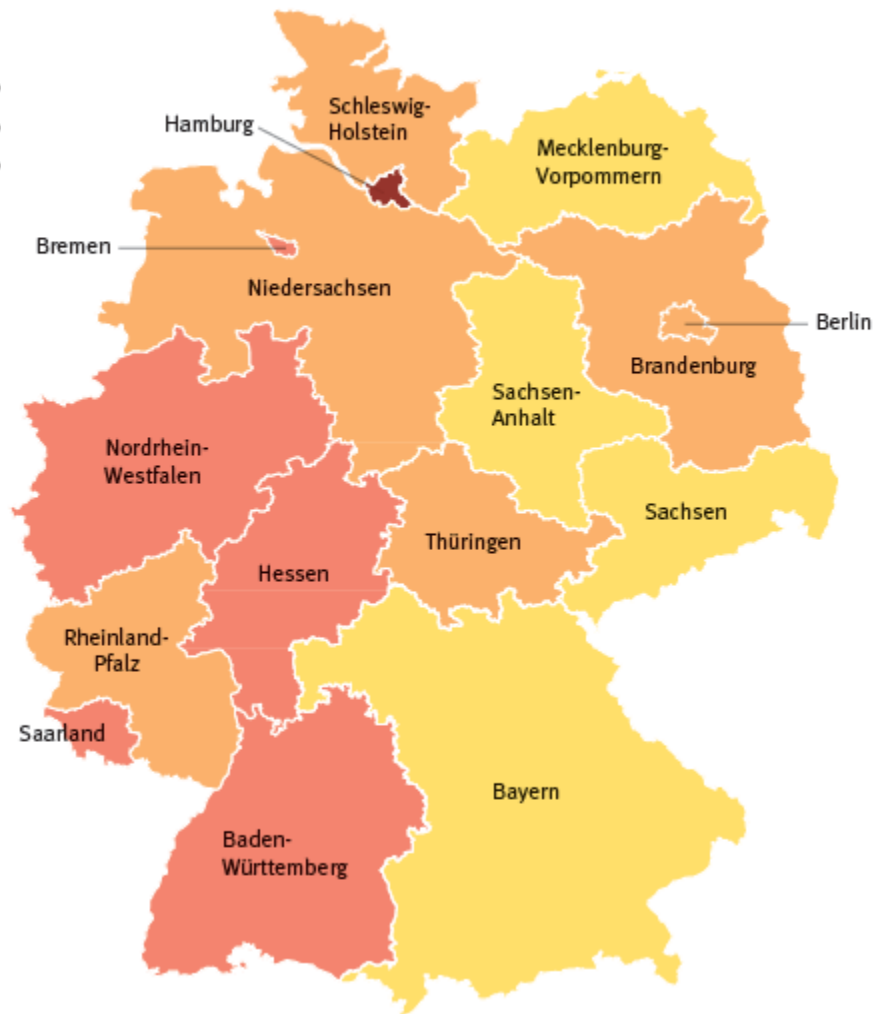 Schleswig-
Holstein
Hamburg
Mecklenburg-
Vorpommern
Bremen
Niedersachsen
Berlin
Brandenburg
Sachsen-
Anhalt
Nordrhein-
Westfalen
Sachsen
Thüringen
Hessen
Rheinland-
Pfalz
Saarland
Bayern
Baden-
Württemberg